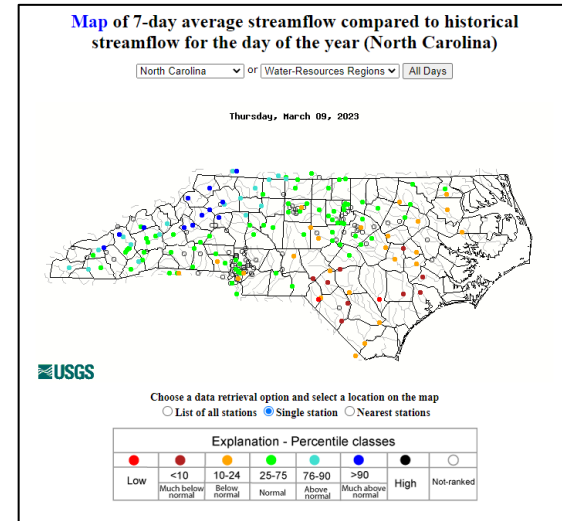 Map of 7-day average streamflow compared to historical
streamflow for the day of the year (North Carolina)
North Carolina or Water-Resources Regions All Days
Thursday, March 09, 2023
USGS
Choose a data retrieval option and select a location on the map
List of all stations Single station Nearest stations
Explanation - Percentile classes
Low <10 10-24 25-75 76-90 >90 High Not-ranked
Much below normal Below normal Normal Above normal Much above normal